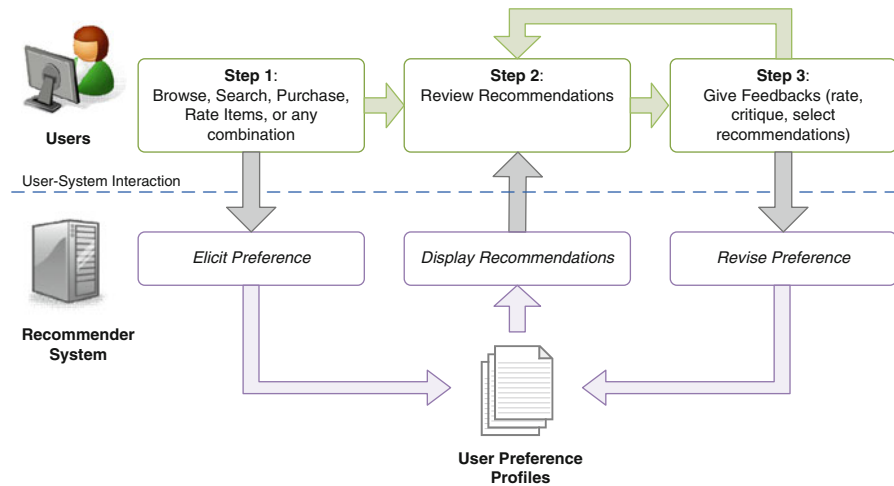 Step 1:
Browse, Search, Purchase,
Rate Items, or any
combination
Step 2:
Review Recommendations
Step 3:
Give Feedbacks (rate,
critique, select
recommendations)
Users
User-System Interaction
Elicit Preference
Display Recommendations
Revise Preference
Recommender
System
User Preference
Profiles